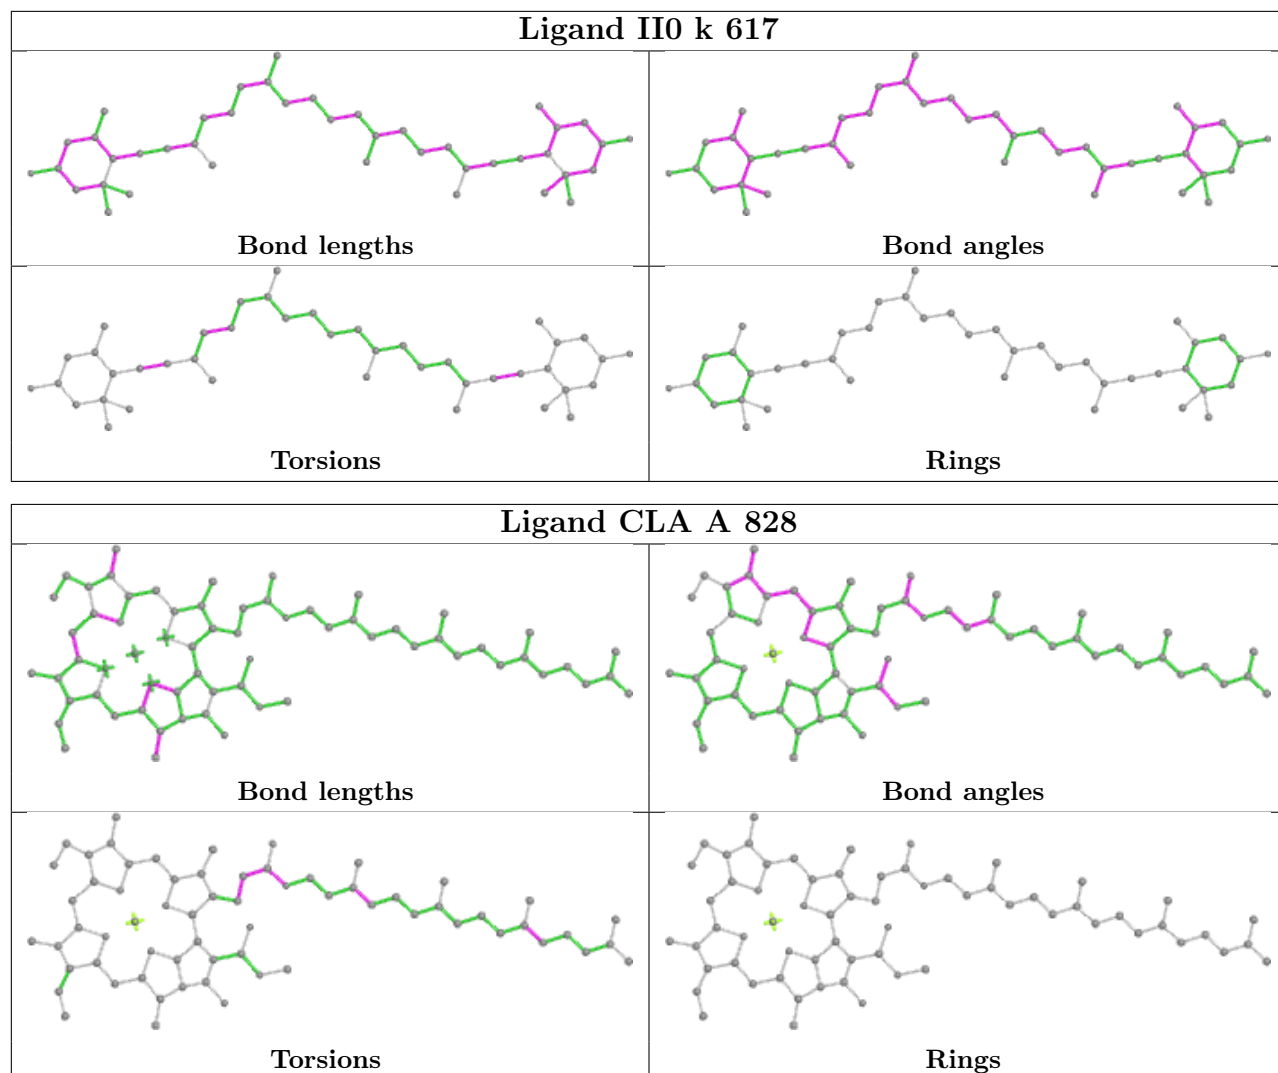 Ligand II0 k 617
Bond lengths
Bond angles
Torsions
Rings
Ligand CLA A 828
Bond lengths
Bond angles
Torsions
Rings